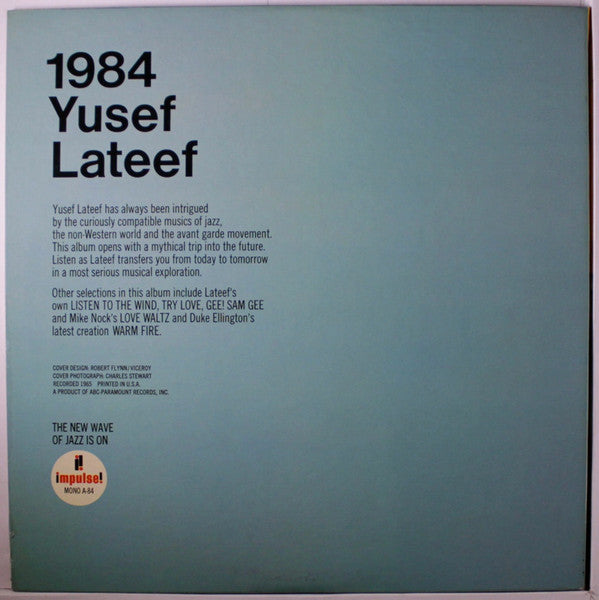 1984
Yusef
Lateef
Yusef Lateef has always been intrigued
by the curiously compatible musics of jazz,
the non-Western world and the avant garde movement.
This album opens with a mythical trip into the future.
Listen as Lateef transfers you from today to tomorrow
in a most serious musical exploration.
Other selections in this album include Lateef's
own LISTEN TO THE WIND, TRY LOVE, GEE! SAM GEE
and Mike Nock's LOVE WALTZ and Duke Ellington's
latest creation WARM FIRE.
COVER DESIGN: ROBERT FLYNN/VICEROY
COVER PHOTOGRAPH: CHARLES STEWART
RECORDED 1965 PRINTED IN U.S.A.
A PRODUCT OF ABC-PARAMOUNT RECORDS, INC.
THE NEW WAVE
OF JAZZ IS ON
i!
impulse!
MONO A-84